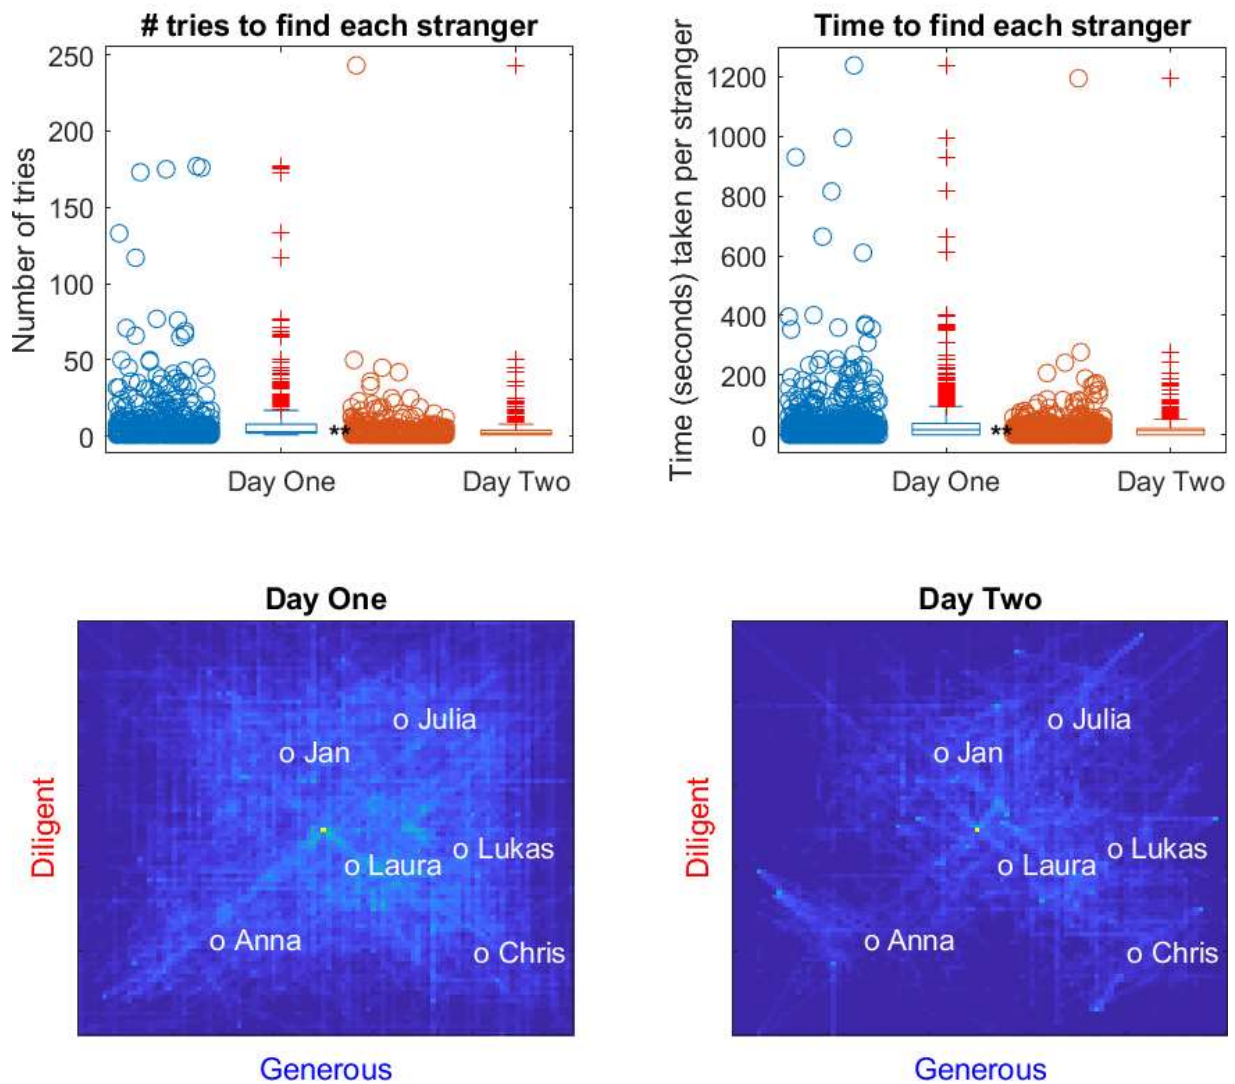 # tries to find each stranger
Number of tries
250
200
150
100
50
0
**
Day One
Day Two
Time to find each stranger
Time (seconds) taken per stranger
1200
1000
800
600
400
200
0
**
Day One
Day Two
Day One
Diligent
o Julia
o Jan
o Lukas
o Laura
o Anna
o Chris
Generous
Day Two
Diligent
o Julia
o Jan
o Lukas
o Laura
o Anna
o Chris
Generous